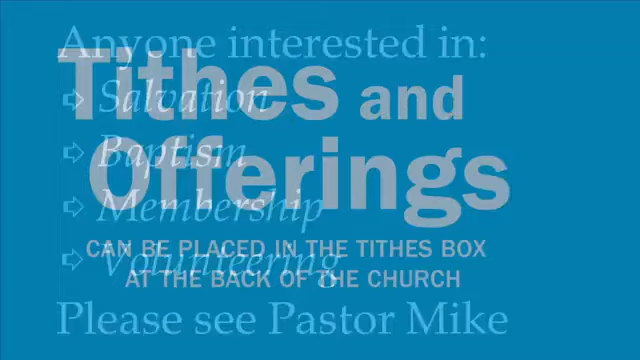 Anyone interested in:
Salvation
Baptism
Membership
Volunteering
Please see Pastor Mike
Tithes and
Offerings
CAN BE PLACED IN THE TITHES BOX
AT THE BACK OF THE CHURCH